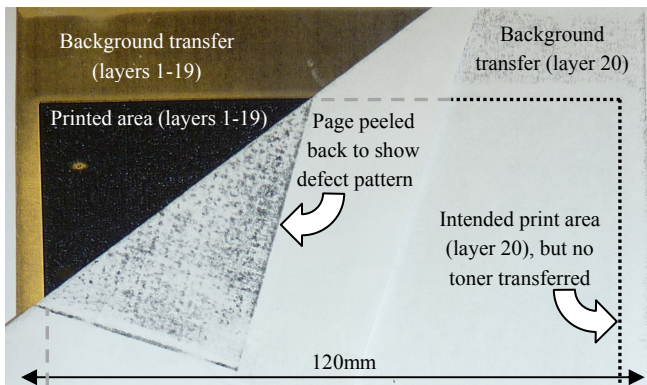 Background transfer
(layers 1-19)
Background
transfer (layer 20)
Printed area (layers 1-19)
Page peeled
back to show
defect pattern
Intended print area
(layer 20), but no
toner transferred
120mm